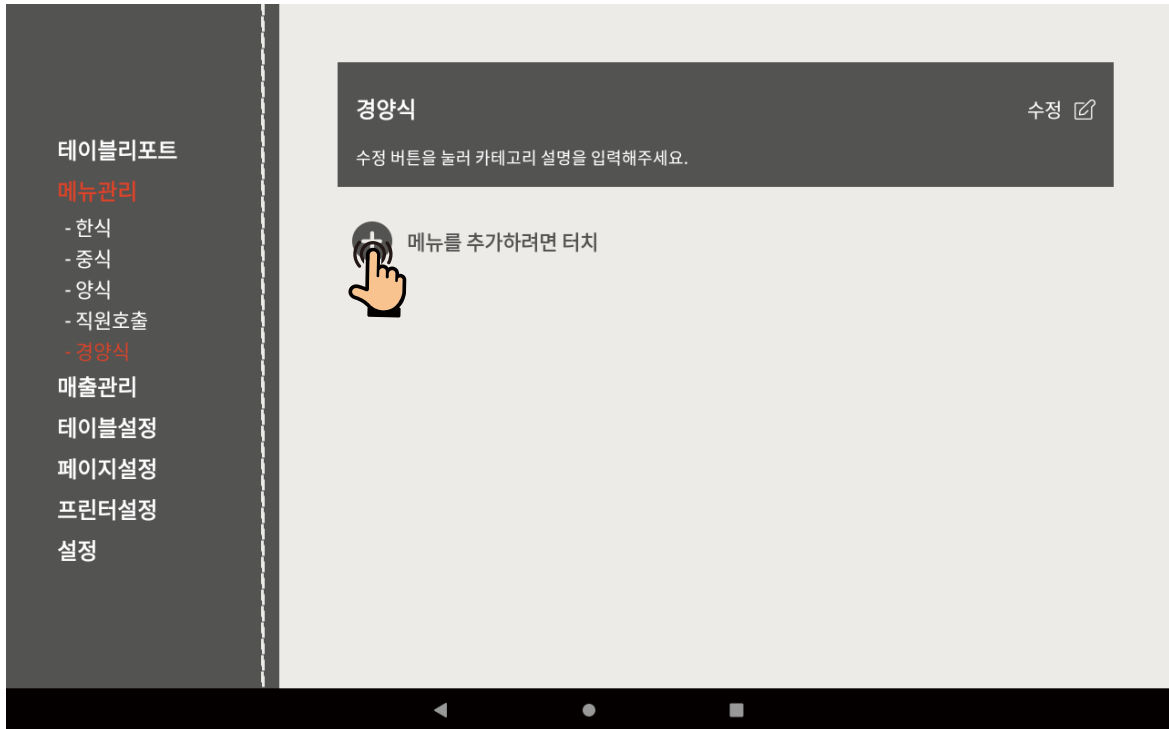 테이블리포트
메뉴관리
- 한식
- 중식
- 양식
- 직원호출
- 경양식
매출관리
테이블설정
페이지설정
프린터설정
설정
경양식
수정
수정 버튼을 눌러 카테고리 설명을 입력해주세요.
메뉴를 추가하려면 터치